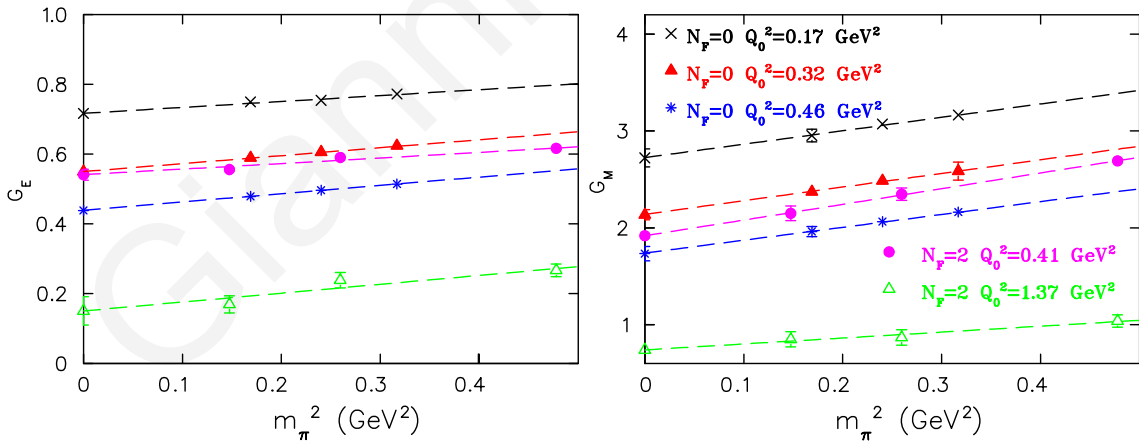 1.0
0.8
0.6
0.4
0.2
0
G_E
0 0.1 0.2 0.3 0.4
m_π^2 (GeV^2)
4
3
2
1
G_M
N_F=0 Q_0^2=0.17 GeV^2
N_F=0 Q_0^2=0.32 GeV^2
N_F=0 Q_0^2=0.46 GeV^2
N_F=2 Q_0^2=0.41 GeV^2
N_F=2 Q_0^2=1.37 GeV^2
0 0.1 0.2 0.3 0.4
m_π^2 (GeV^2)
Giann